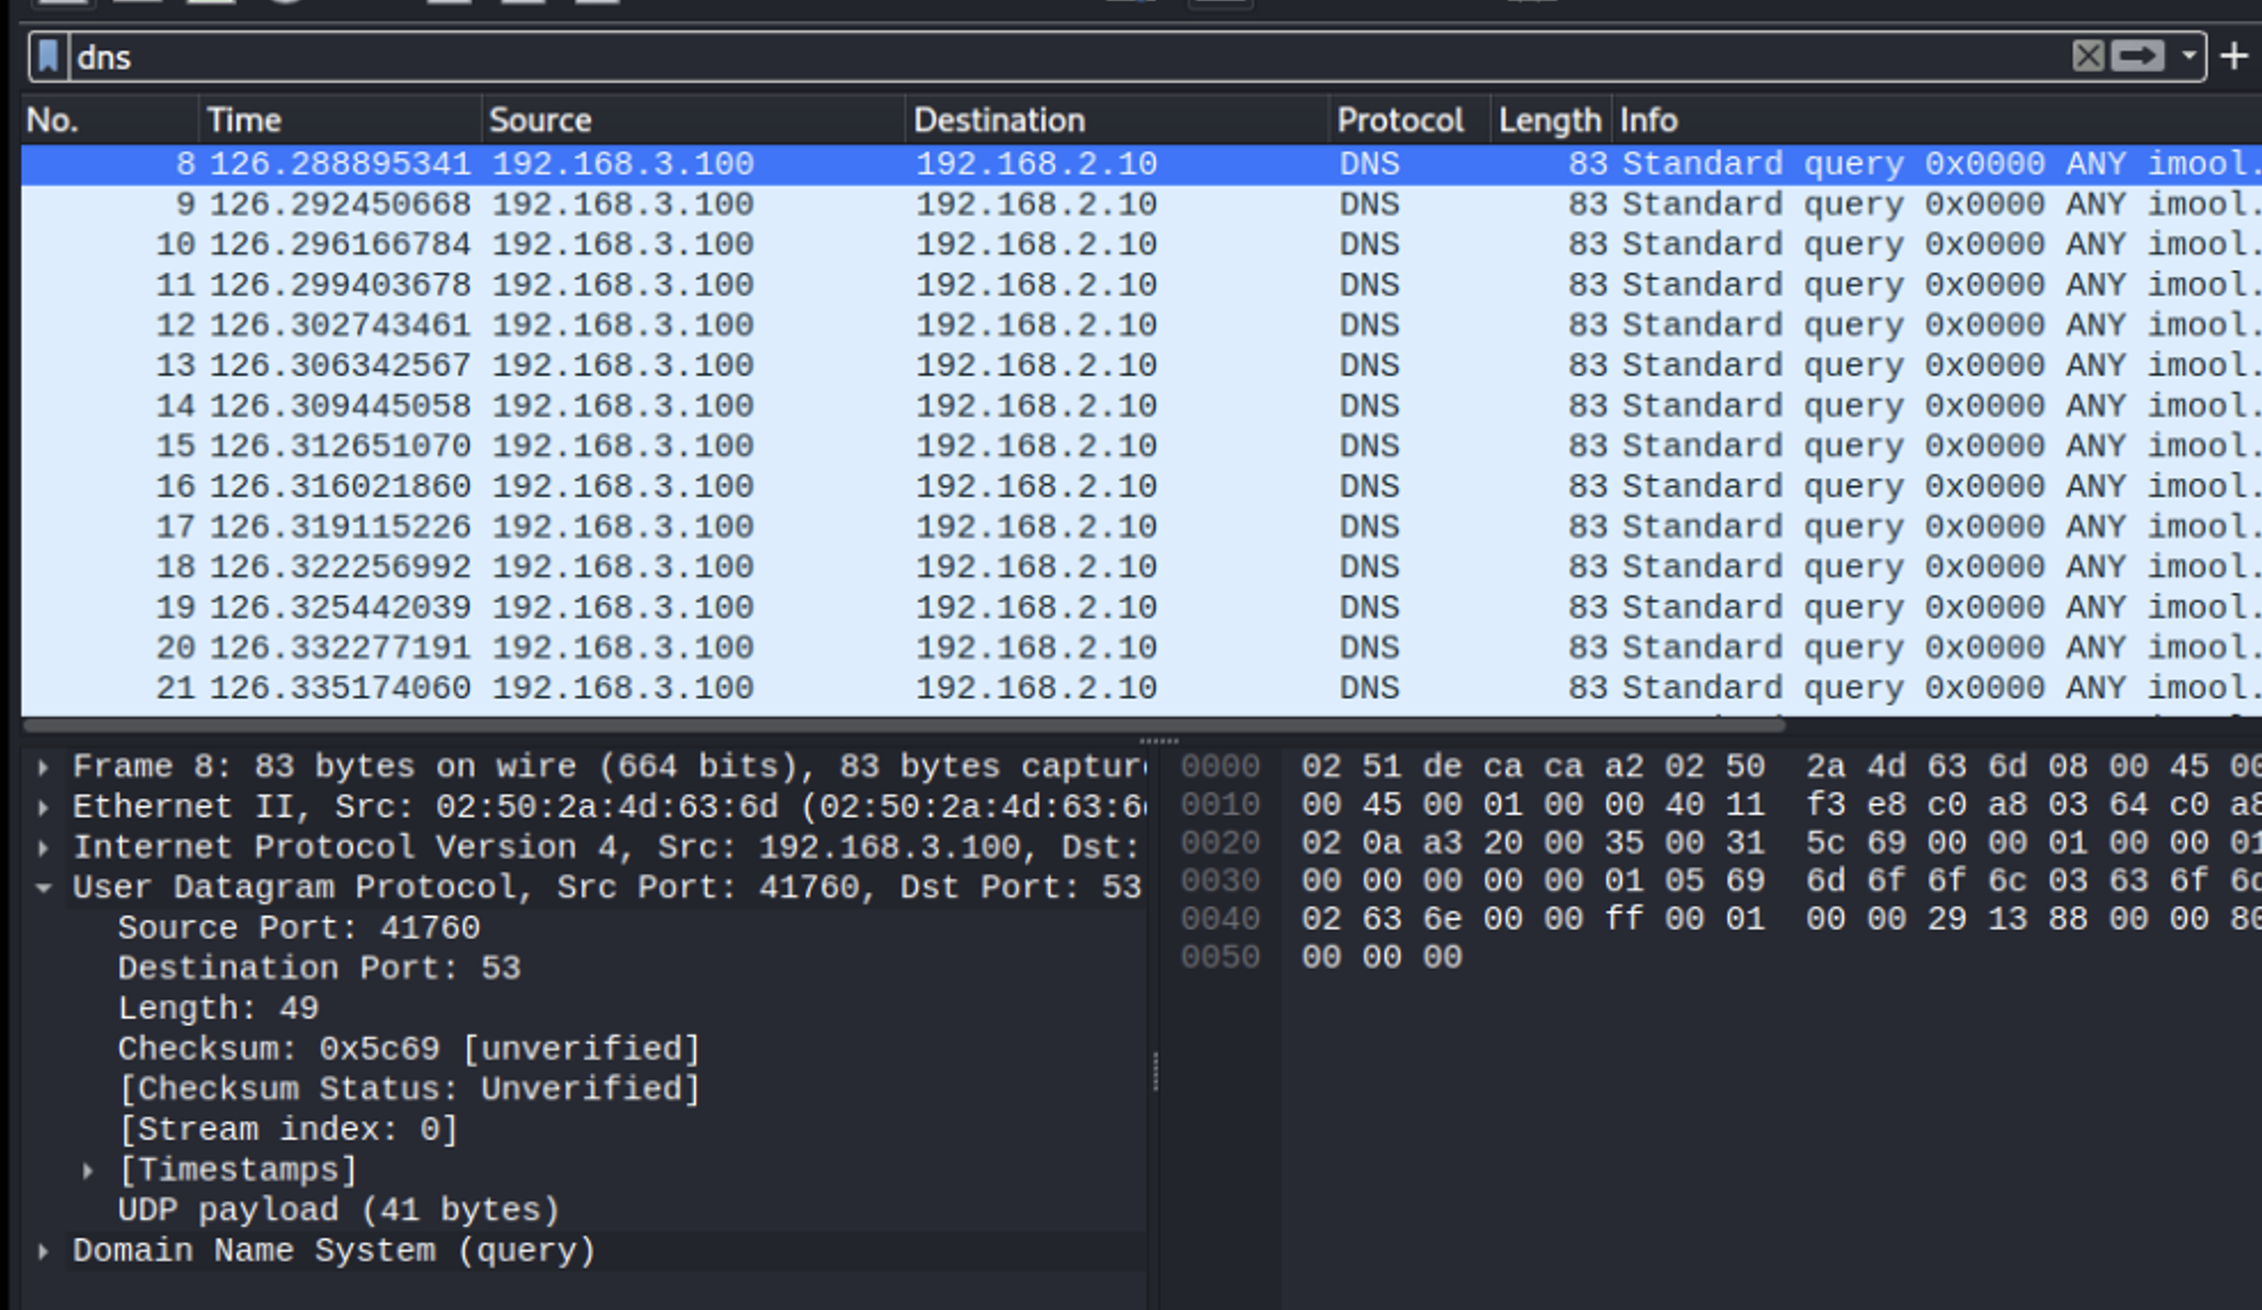 dns
No. Time Source Destination Protocol Length Info
8 126.288895341 192.168.3.100 192.168.2.10 DNS 83 Standard query 0x0000 ANY imool.
9 126.292450668 192.168.3.100 192.168.2.10 DNS 83 Standard query 0x0000 ANY imool.
10 126.296166784 192.168.3.100 192.168.2.10 DNS 83 Standard query 0x0000 ANY imool.
11 126.299403678 192.168.3.100 192.168.2.10 DNS 83 Standard query 0x0000 ANY imool.
12 126.302743461 192.168.3.100 192.168.2.10 DNS 83 Standard query 0x0000 ANY imool.
13 126.306342567 192.168.3.100 192.168.2.10 DNS 83 Standard query 0x0000 ANY imool.
14 126.309445058 192.168.3.100 192.168.2.10 DNS 83 Standard query 0x0000 ANY imool.
15 126.312651070 192.168.3.100 192.168.2.10 DNS 83 Standard query 0x0000 ANY imool.
16 126.316021860 192.168.3.100 192.168.2.10 DNS 83 Standard query 0x0000 ANY imool.
17 126.319115226 192.168.3.100 192.168.2.10 DNS 83 Standard query 0x0000 ANY imool.
18 126.322256992 192.168.3.100 192.168.2.10 DNS 83 Standard query 0x0000 ANY imool.
19 126.325442039 192.168.3.100 192.168.2.10 DNS 83 Standard query 0x0000 ANY imool.
20 126.332277191 192.168.3.100 192.168.2.10 DNS 83 Standard query 0x0000 ANY imool.
21 126.335174060 192.168.3.100 192.168.2.10 DNS 83 Standard query 0x0000 ANY imool.
Frame 8: 83 bytes on wire (664 bits), 83 bytes capture
Ethernet II, Src: 02:50:2a:4d:63:6d (02:50:2a:4d:63:6
Internet Protocol Version 4, Src: 192.168.3.100, Dst:
User Datagram Protocol, Src Port: 41760, Dst Port: 53
Source Port: 41760
Destination Port: 53
Length: 49
Checksum: 0x5c69 [unverified]
[Checksum Status: Unverified]
[Stream index: 0]
[Timestamps]
UDP payload (41 bytes)
Domain Name System (query)
0000 02 51 de ca ca a2 02 50 2a 4d 63 6d 08 00 45 00
0010 00 45 00 01 00 00 40 11 f3 e8 c0 a8 03 64 c0 a8
0020 02 0a a3 20 00 35 00 31 5c 69 00 00 01 00 00 01
0030 00 00 00 00 00 01 05 69 6d 6f 6f 6c 03 63 6f 6d
0040 02 63 6e 00 00 ff 00 01 00 00 29 13 88 00 00 80
0050 00 00 00